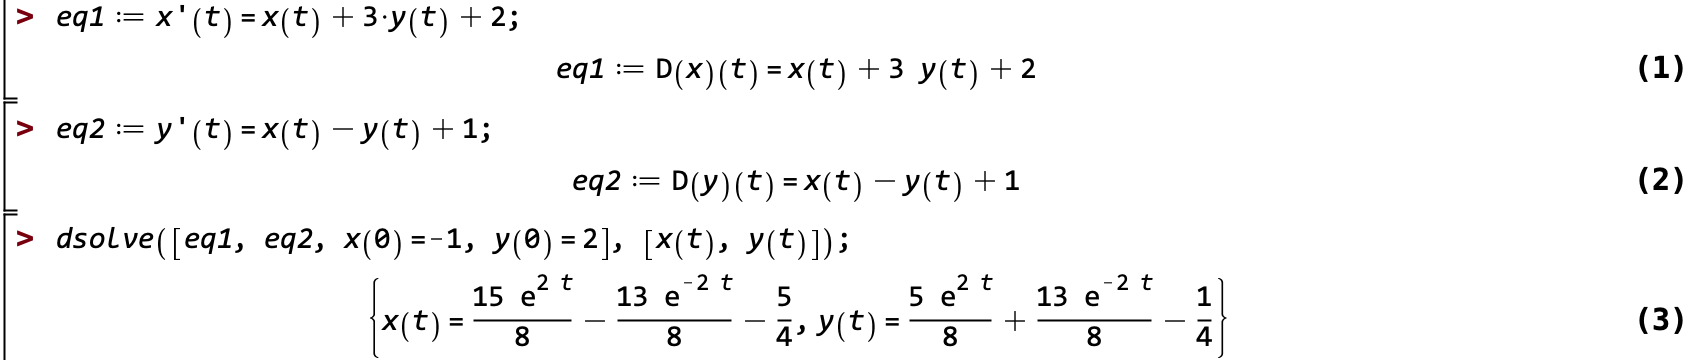 > eq1 := x'(t) = x(t) + 3·y(t) + 2;
eq1 := D(x)(t) = x(t) + 3 y(t) + 2 (1)
> eq2 := y'(t) = x(t) − y(t) + 1;
eq2 := D(y)(t) = x(t) − y(t) + 1 (2)
> dsolve([eq1, eq2, x(0) = -1, y(0) = 2], [x(t), y(t)]);
{x(t) = 15 e^(2 t)/8 − 13 e^(-2 t)/8 − 5/4, y(t) = 5 e^(2 t)/8 + 13 e^(-2 t)/8 − 1/4} (3)